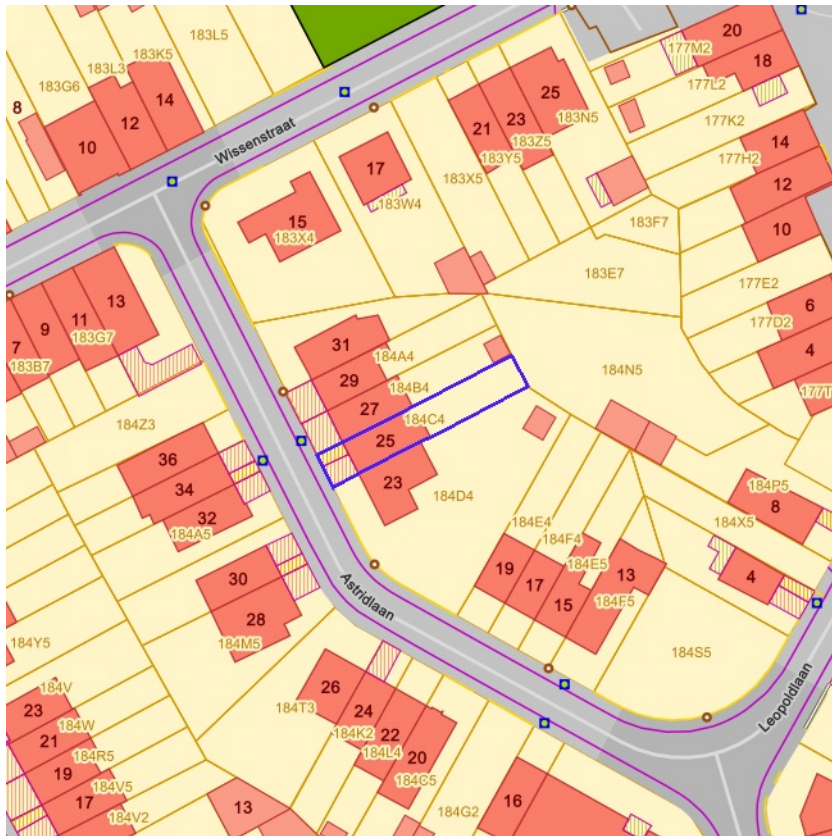 183L5
183K5
183L3
183G6
8
10
12
14
Wissenstraat
21
23
25
183N5
183Z5
183Y5
183X5
17
183W4
15
183X4
177M2
20
18
177L2
177K2
14
177H2
12
10
183F7
183E7
177E2
6
177D2
4
177T
7
9
11
13
183G7
183B7
184Z3
31
184A4
29
184B4
27
184C4
25
23
184D4
184N5
36
34
32
184A5
30
28
184M5
Astridlaan
184E4
184F4
184E5
19
17
15
13
184F5
184P5
8
184X5
4
184S5
Leopoldlaan
184Y5
184V
23
184W
21
184R5
19
184V5
17
184V2
26
184T3
24
184K2
22
184L4
20
184C5
13
184G2
16